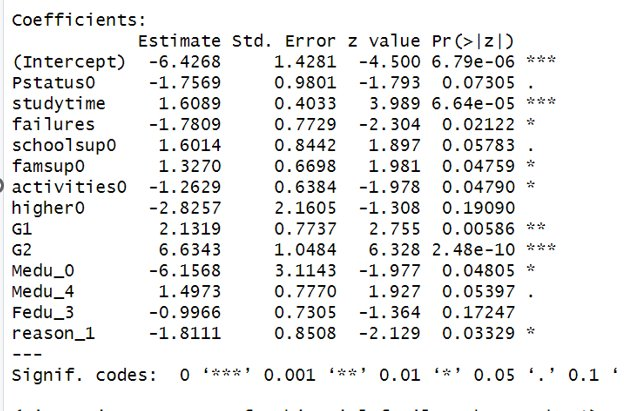 Coefficients:
            Estimate Std. Error z value Pr(>|z|)
(Intercept)  -6.4268     1.4281  -4.500 6.79e-06 ***
Pstatus0     -1.7569     0.9801  -1.793  0.07305 .
studytime     1.6089     0.4033   3.989 6.64e-05 ***
failures     -1.7809     0.7729  -2.304  0.02122 *
schoolsup0    1.6014     0.8442   1.897  0.05783 .
famsup0       1.3270     0.6698   1.981  0.04759 *
activities0  -1.2629     0.6384  -1.978  0.04790 *
higher0      -2.8257     2.1605  -1.308  0.19090
G1            2.1319     0.7737   2.755  0.00586 **
G2            6.6343     1.0484   6.328 2.48e-10 ***
Medu_0       -6.1568     3.1143  -1.977  0.04805 *
Medu_4        1.4973     0.7770   1.927  0.05397 .
Fedu_3       -0.9966     0.7305  -1.364  0.17247
reason_1     -1.8111     0.8508  -2.129  0.03329 *
---
Signif. codes:  0 ‘***’ 0.001 ‘**’ 0.01 ‘*’ 0.05 ‘.’ 0.1 ‘